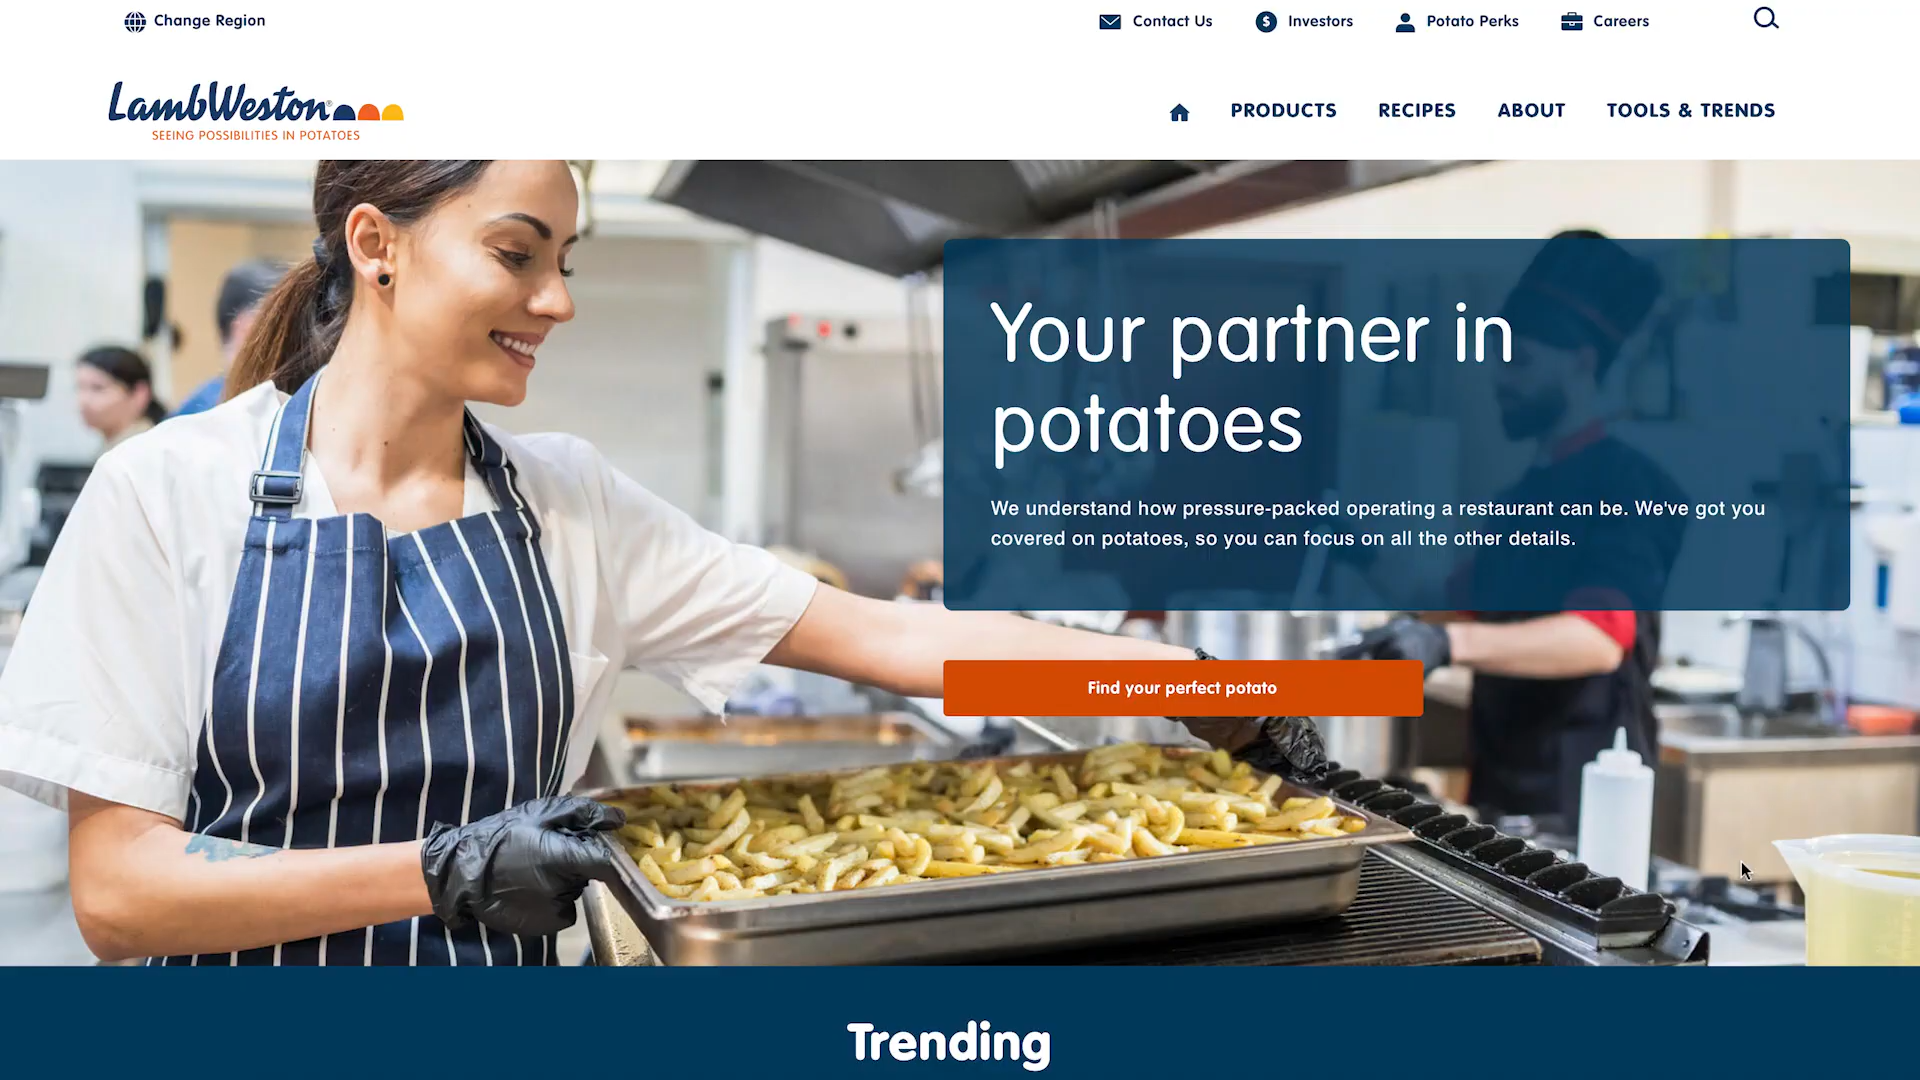 Change Region
Contact Us
Investors
Potato Perks
Careers
LambWeston®
SEEING POSSIBILITIES IN POTATOES
PRODUCTS
RECIPES
ABOUT
TOOLS & TRENDS
Your partner in
potatoes
We understand how pressure-packed operating a restaurant can be. We've got you
covered on potatoes, so you can focus on all the other details.
Find your perfect potato
Trending